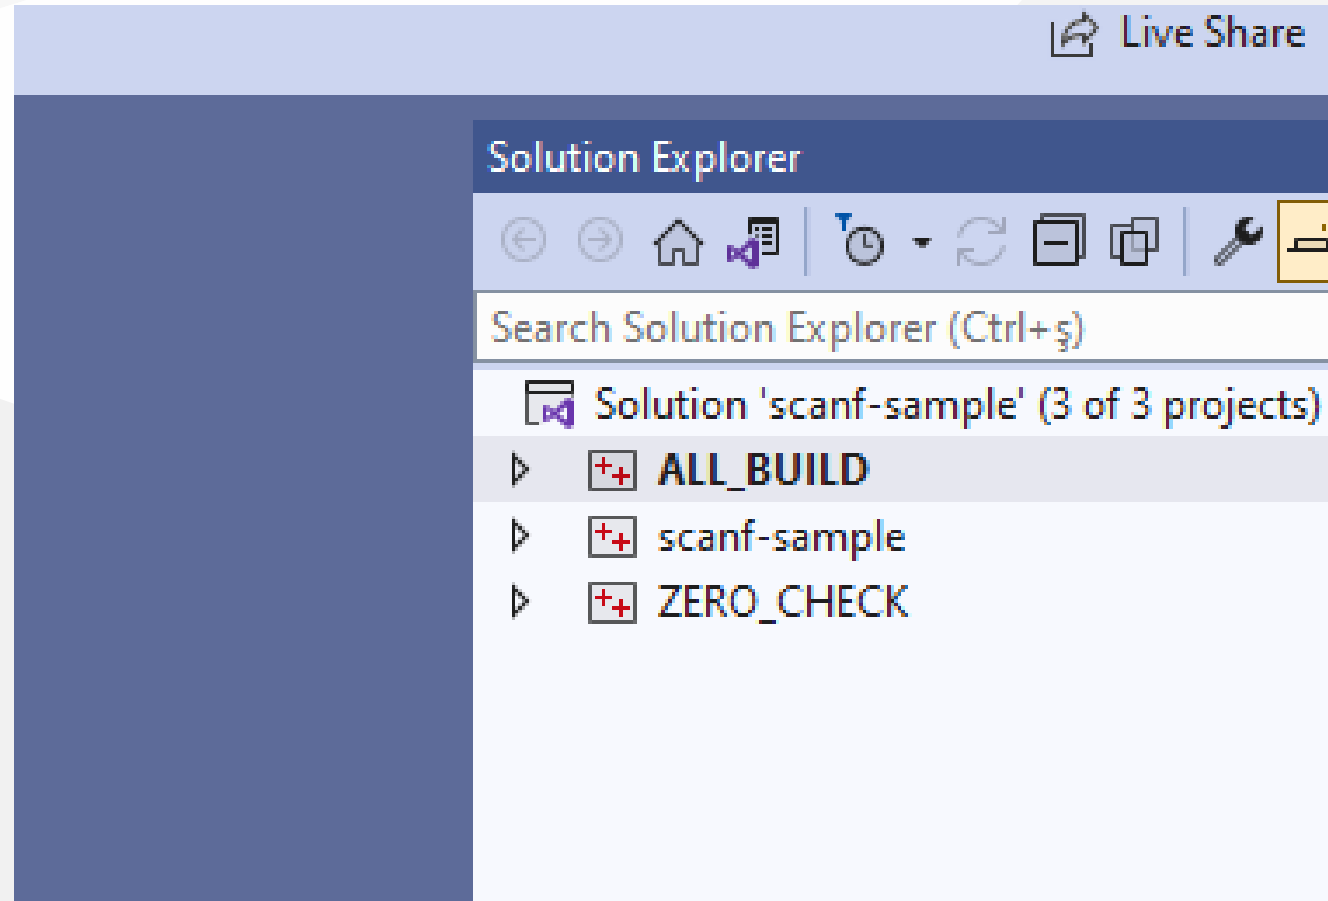 Live Share
Solution Explorer
Search Solution Explorer (Ctrl+ş)
Solution 'scanf-sample' (3 of 3 projects)
ALL_BUILD
scanf-sample
ZERO_CHECK